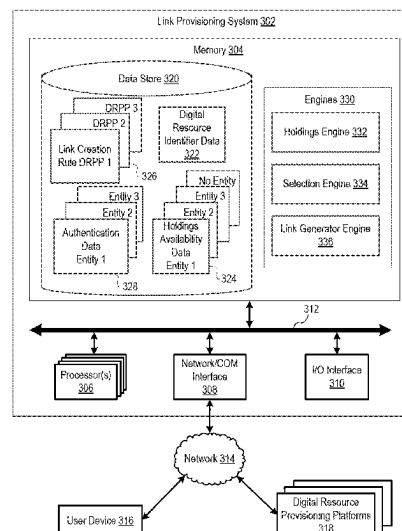 Link Provisioning System 302
Memory 304
Data Store 320
DRPP 3
DRPP 2
Link Creation
Rule DRPP 1
326
Digital
Resource
Identifier Data
322
Entity 3
Entity 2
Authentication
Data
Entity 1
328
No Entity
Entity 3
Entity 2
Holdings
Availability
Data
Entity 1
324
Engines 330
Holdings Engine 332
Selection Engine 334
Link Generator Engine
336
312
Processor(s)
306
Network/COM
Interface
308
I/O Interface
310
Network 314
User Device 316
Digital Resource
Provisioning Platforms
318